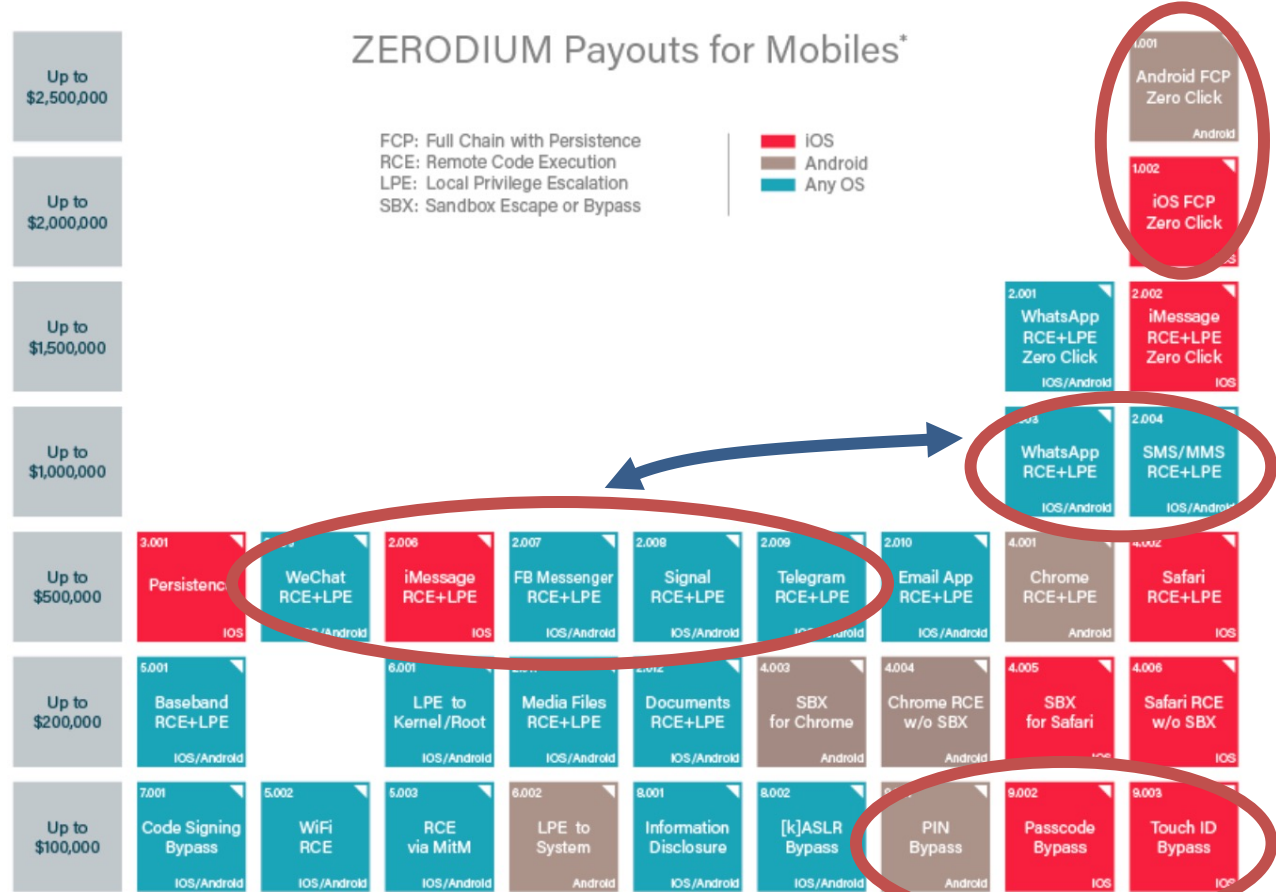 ZERODIUM Payouts for Mobiles*
FCP: Full Chain with Persistence
RCE: Remote Code Execution
LPE: Local Privilege Escalation
SBX: Sandbox Escape or Bypass
iOS
Android
Any OS
Up to
$2,500,000
1.001
Android FCP
Zero Click
Android
Up to
$2,000,000
1.002
iOS FCP
Zero Click
Up to
$1,500,000
2.001
WhatsApp
RCE+LPE
Zero Click
IOS/Android
2.002
iMessage
RCE+LPE
Zero Click
IOS
Up to
$1,000,000
WhatsApp
RCE+LPE
IOS/Android
2.004
SMS/MMS
RCE+LPE
IOS/Android
Up to
$500,000
3.001
Persistence
IOS
WeChat
RCE+LPE
IOS/Android
2.006
iMessage
RCE+LPE
IOS
2.007
FB Messenger
RCE+LPE
IOS/Android
2.008
Signal
RCE+LPE
IOS/Android
2.009
Telegram
RCE+LPE
IOS/Android
2.010
Email App
RCE+LPE
IOS/Android
4.001
Chrome
RCE+LPE
Android
4.002
Safari
RCE+LPE
IOS
Up to
$200,000
5.001
Baseband
RCE+LPE
IOS/Android
6.001
LPE to
Kernel/Root
IOS/Android
Media Files
RCE+LPE
IOS/Android
2.012
Documents
RCE+LPE
IOS/Android
4.003
SBX
for Chrome
Android
4.004
Chrome RCE
w/o SBX
Android
4.005
SBX
for Safari
IOS
4.006
Safari RCE
w/o SBX
IOS
Up to
$100,000
7.001
Code Signing
Bypass
IOS/Android
5.002
WiFi
RCE
IOS/Android
5.003
RCE
via MitM
IOS/Android
6.002
LPE to
System
Android
8.001
Information
Disclosure
IOS/Android
8.002
[k]ASLR
Bypass
IOS/Android
PIN
Bypass
Android
9.002
Passcode
Bypass
IOS
9.003
Touch ID
Bypass
IOS